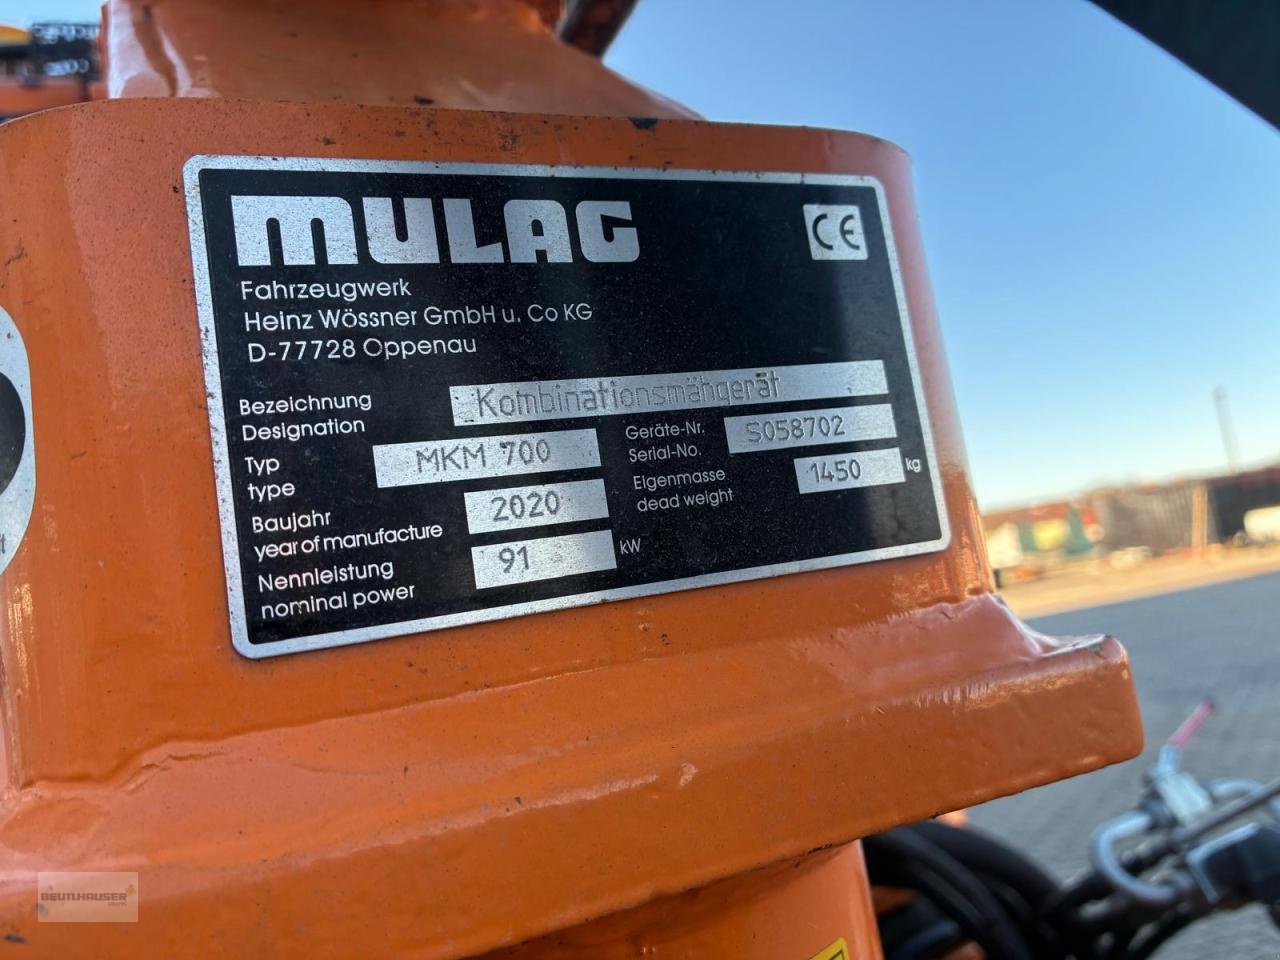 MULAG
CE
Fahrzeugwerk
Heinz Wössner GmbH u. Co KG
D-77728 Oppenau
Bezeichnung
Designation
Kombinationsmähgerät
Typ
type
MKM 700
Geräte-Nr.
Serial-No.
S058702
Baujahr
year of manufacture
2020
Eigenmasse
dead weight
1450 kg
Nennleistung
nominal power
91 kW
BEUTLHAUSER
GRUPPE